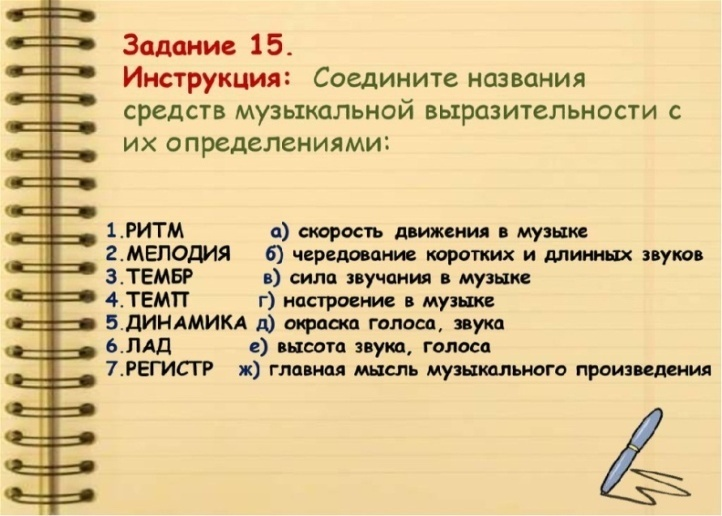 Задание 15.
Инструкция: Соедините названия
средств музыкальной выразительности с
их определениями:
1.РИТМ а) скорость движения в музыке
2.МЕЛОДИЯ б) чередование коротких и длинных звуков
3.ТЕМБР в) сила звучания в музыке
4.ТЕМП г) настроение в музыке
5.ДИНАМИКА д) окраска голоса, звука
6.ЛАД е) высота звука, голоса
7.РЕГИСТР ж) главная мысль музыкального произведения